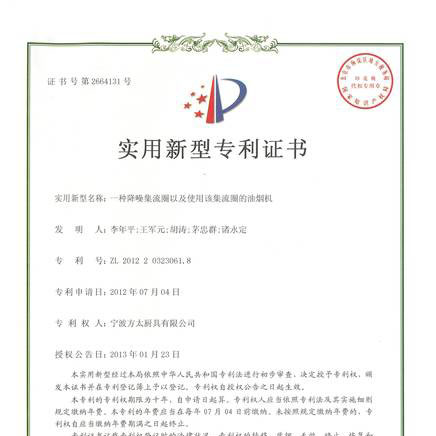 证书号第2664131号
实用新型专利证书
实用新型名称：一种降噪集流圈以及使用该集流圈的油烟机
发 明 人：李年平;王军元;胡涛;茅忠群;诸永定
专 利 号：ZL 2012 2 0323061.8
专利申请日：2012年07月04日
专 利 权 人：宁波方太厨具有限公司
授权公告日：2013年01月23日
本实用新型经过本局依照中华人民共和国专利法进行初步审查，决定授予专利权，颁
发本证书并在专利登记簿上予以登记。专利权自授权公告之日起生效。
本专利的专利权期限为十年，自申请日起算。专利权人应当依照专利法及其实施细则
规定缴纳年费。本专利的年费应当在每年07月04日前缴纳。未按照规定缴纳年费的，专
利权自应当缴纳年费期满之日起终止。